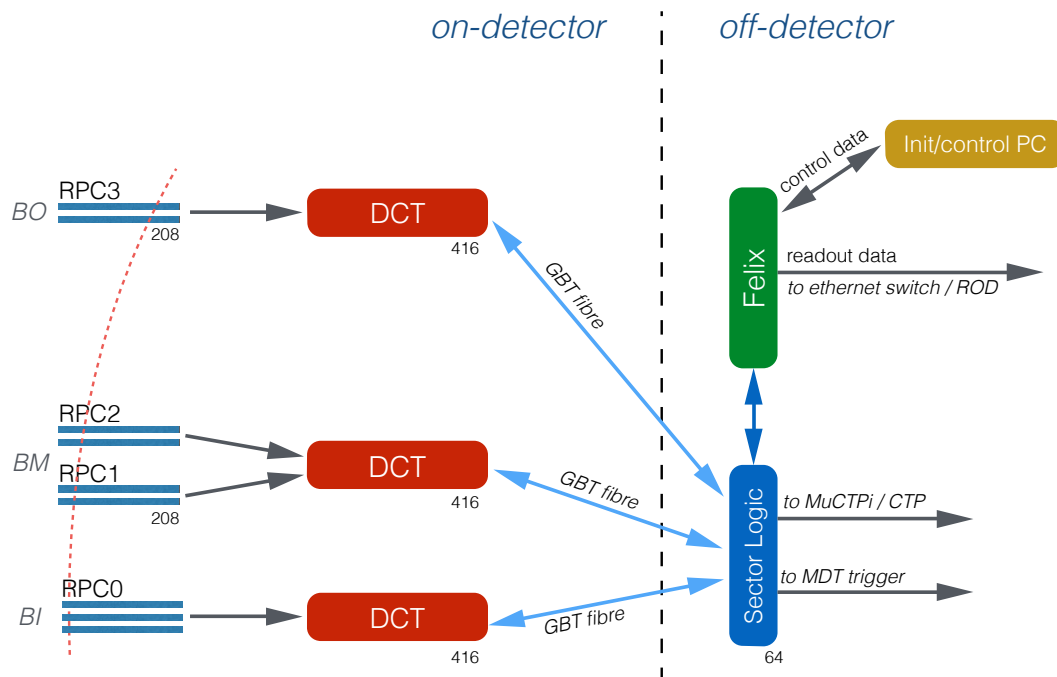 on-detector
off-detector
Init/control PC
control data
RPC3
BO
208
DCT
416
GBT fibre
Felix
readout data
to ethernet switch / ROD
RPC2
BM
RPC1
208
DCT
416
GBT fibre
Sector Logic
to MuCTPi / CTP
to MDT trigger
64
RPC0
BI
DCT
416
GBT fibre